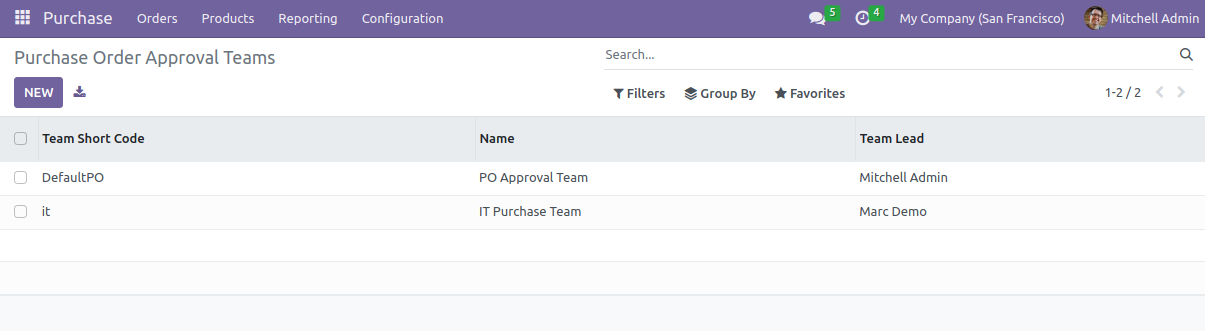 Purchase Orders Products Reporting Configuration 5 4 My Company (San Francisco) Mitchell Admin
Purchase Order Approval Teams Search...
NEW Filters Group By Favorites 1-2 / 2
Team Short Code Name Team Lead
DefaultPO PO Approval Team Mitchell Admin
it IT Purchase Team Marc Demo